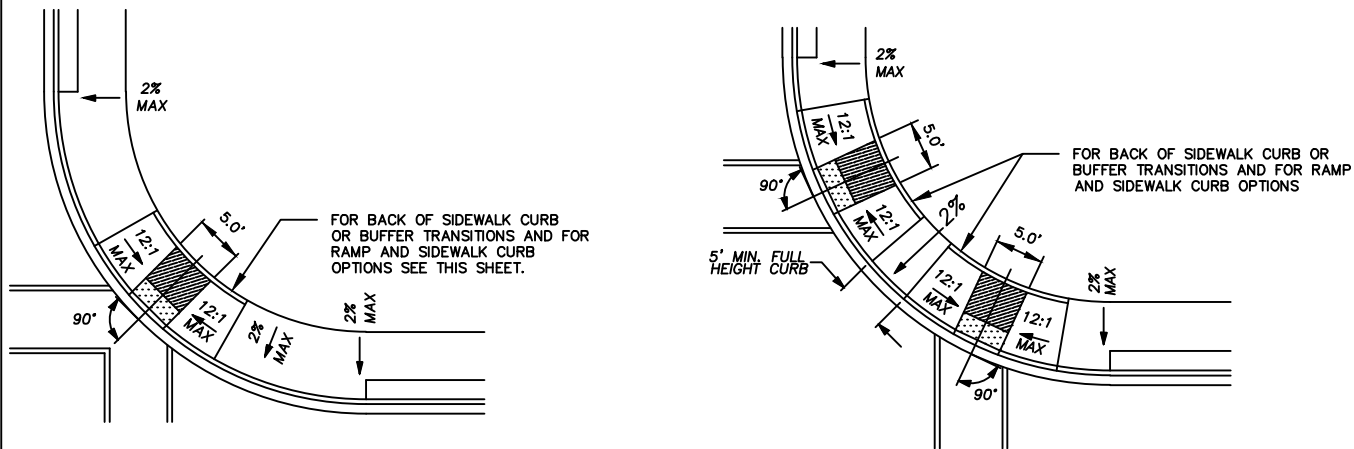 2%
MAX
12:1
MAX
5.0'
FOR BACK OF SIDEWALK CURB
OR BUFFER TRANSITIONS AND FOR
RAMP AND SIDEWALK CURB
OPTIONS SEE THIS SHEET.
90°
12:1
MAX
2%
MAX
2%
MAX
2%
MAX
12:1
MAX
5.0'
FOR BACK OF SIDEWALK CURB OR
BUFFER TRANSITIONS AND FOR RAMP
AND SIDEWALK CURB OPTIONS
90°
12:1
MAX
2%
5' MIN. FULL
HEIGHT CURB
5.0'
12:1
MAX
12:1
MAX
2%
MAX
90°